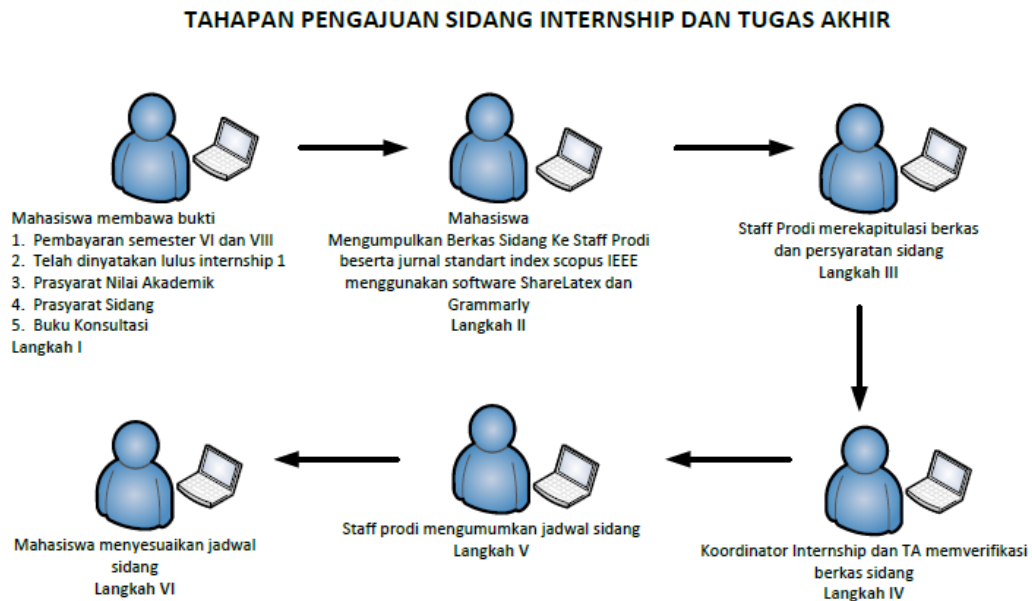 TAHAPAN PENGAJUAN SIDANG INTERNSHIP DAN TUGAS AKHIR
Mahasiswa membawa bukti
1. Pembayaran semester VI dan VIII
2. Telah dinyatakan lulus internship 1
3. Prasyarat Nilai Akademik
4. Prasyarat Sidang
5. Buku Konsultasi
Langkah I
Mahasiswa
Mengumpulkan Berkas Sidang Ke Staff Prodi
beserta jurnal standart index scopus IEEE
menggunakan software ShareLatex dan
Grammarly
Langkah II
Staff Prodi merekapitulasi berkas
dan persyaratan sidang
Langkah III
Koordinator Internship dan TA memverifikasi
berkas sidang
Langkah IV
Staff prodi mengumumkan jadwal sidang
Langkah V
Mahasiswa menyesuaikan jadwal
sidang
Langkah VI